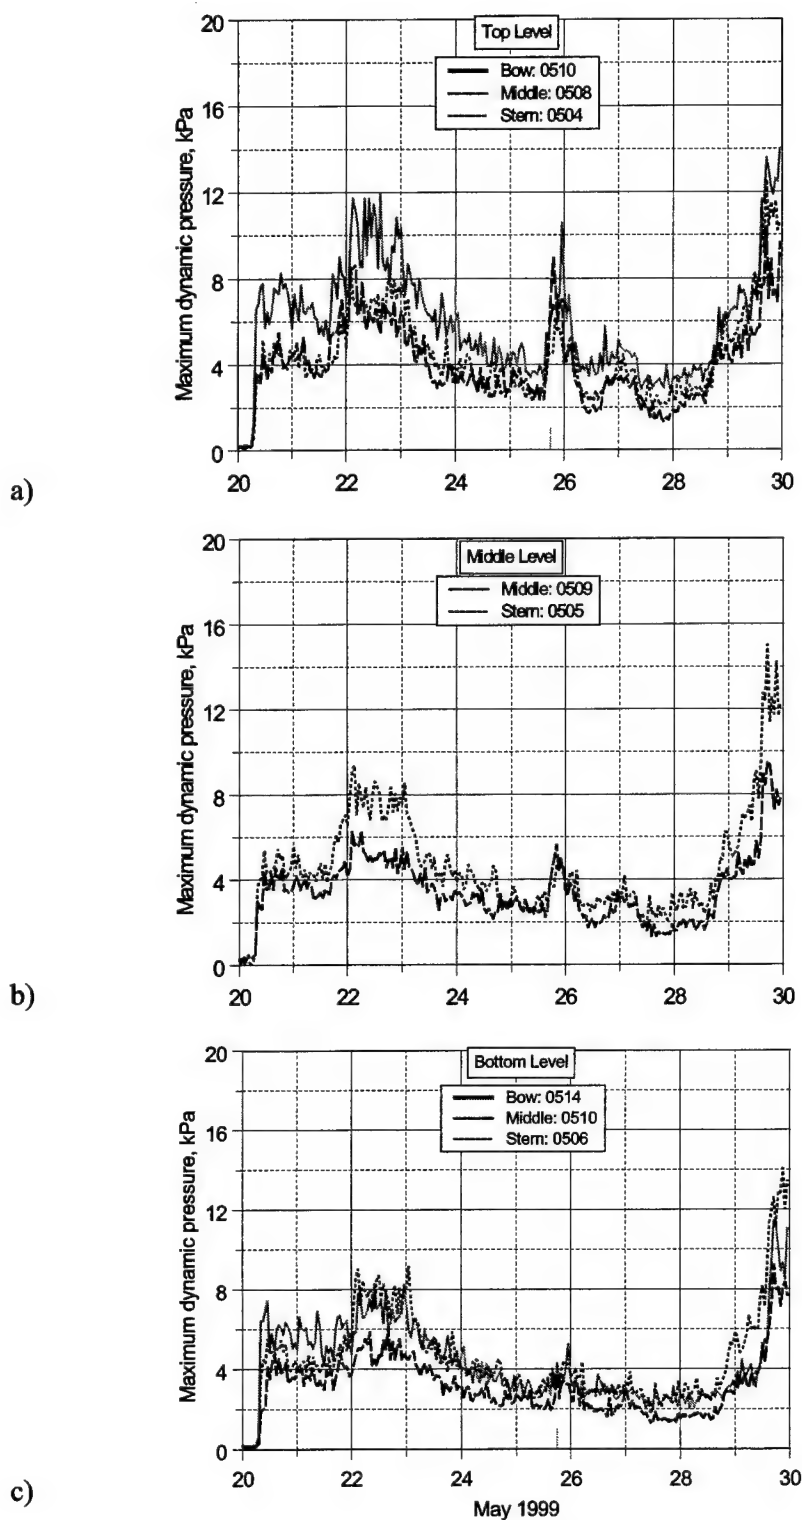 20
16
12
8
4
0
Maximum dynamic pressure, kPa
Top Level
Bow: 0510
Middle: 0508
Stern: 0504
20 22 24 26 28 30
a)
20
16
12
8
4
0
Maximum dynamic pressure, kPa
Middle Level
Middle: 0509
Stern: 0505
20 22 24 26 28 30
b)
20
16
12
8
4
0
Maximum dynamic pressure, kPa
Bottom Level
Bow: 0514
Middle: 0510
Stern: 0506
20 22 24 26 28 30
May 1999
c)